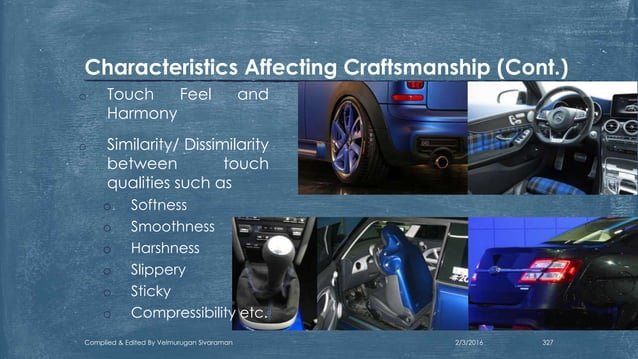 Characteristics Affecting Craftsmanship (Cont.)
Touch Feel and
Harmony
Similarity/ Dissimilarity
between touch
qualities such as
Softness
Smoothness
Harshness
Slippery
Sticky
Compressibility etc.
Complied & Edited By Velmurugan Sivaraman
2/3/2016
327